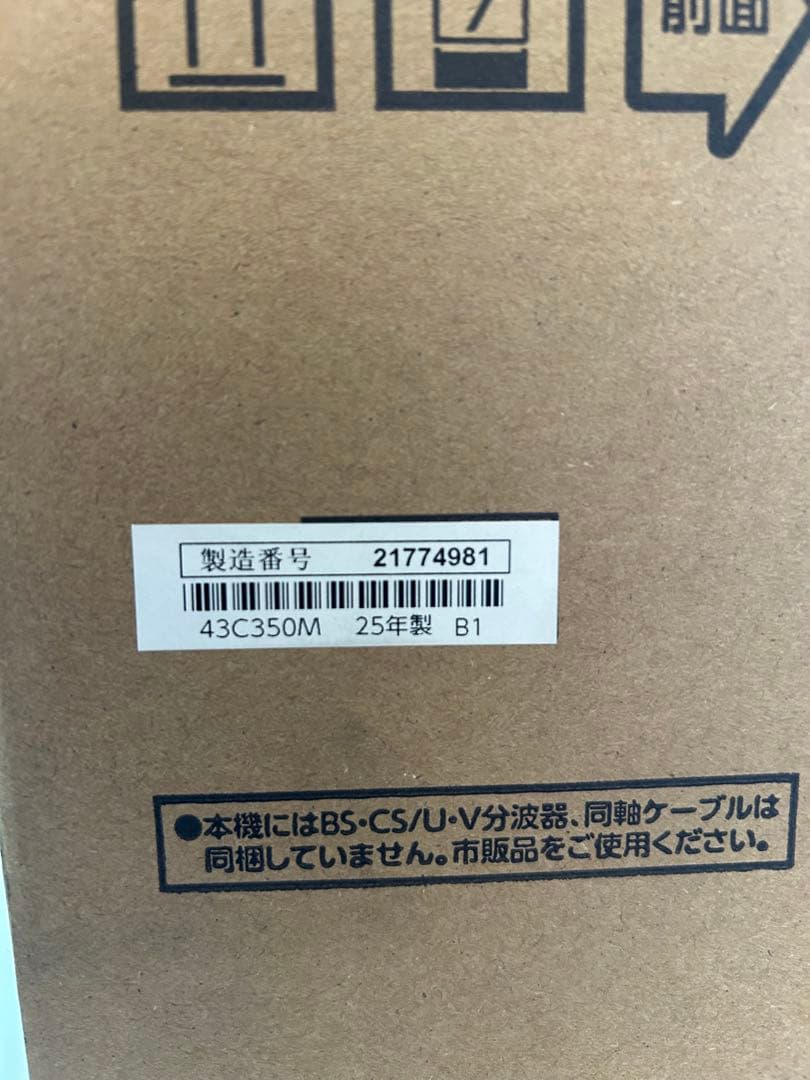 前面
製造番号 21774981
43C350M 25年製 B1
●本機にはBS・CS/U・V分波器、同軸ケーブルは
同梱していません。市販品をご使用ください。